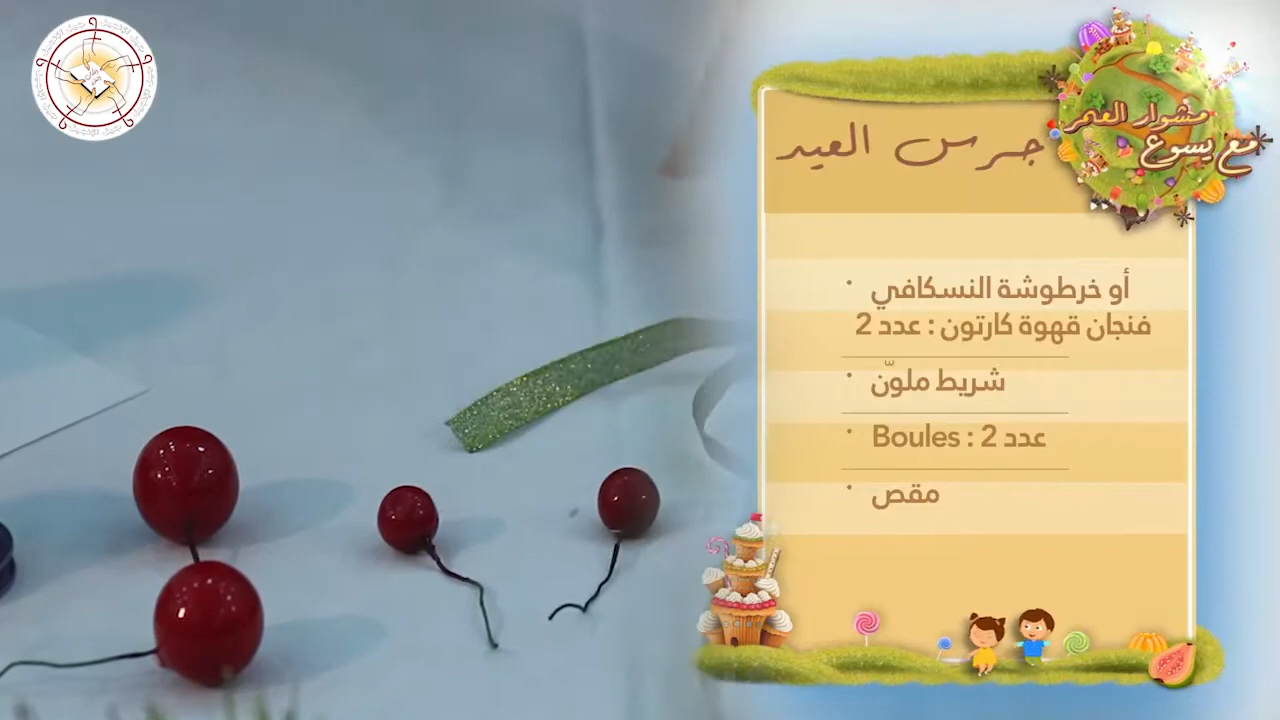 مشوار العمر
مع يسوع
جرس العيد
أو خرطوشة النسكافي
فنجان قهوة كارتون : عدد 2
شريط ملوّن
Boules : 2 عدد
مقص